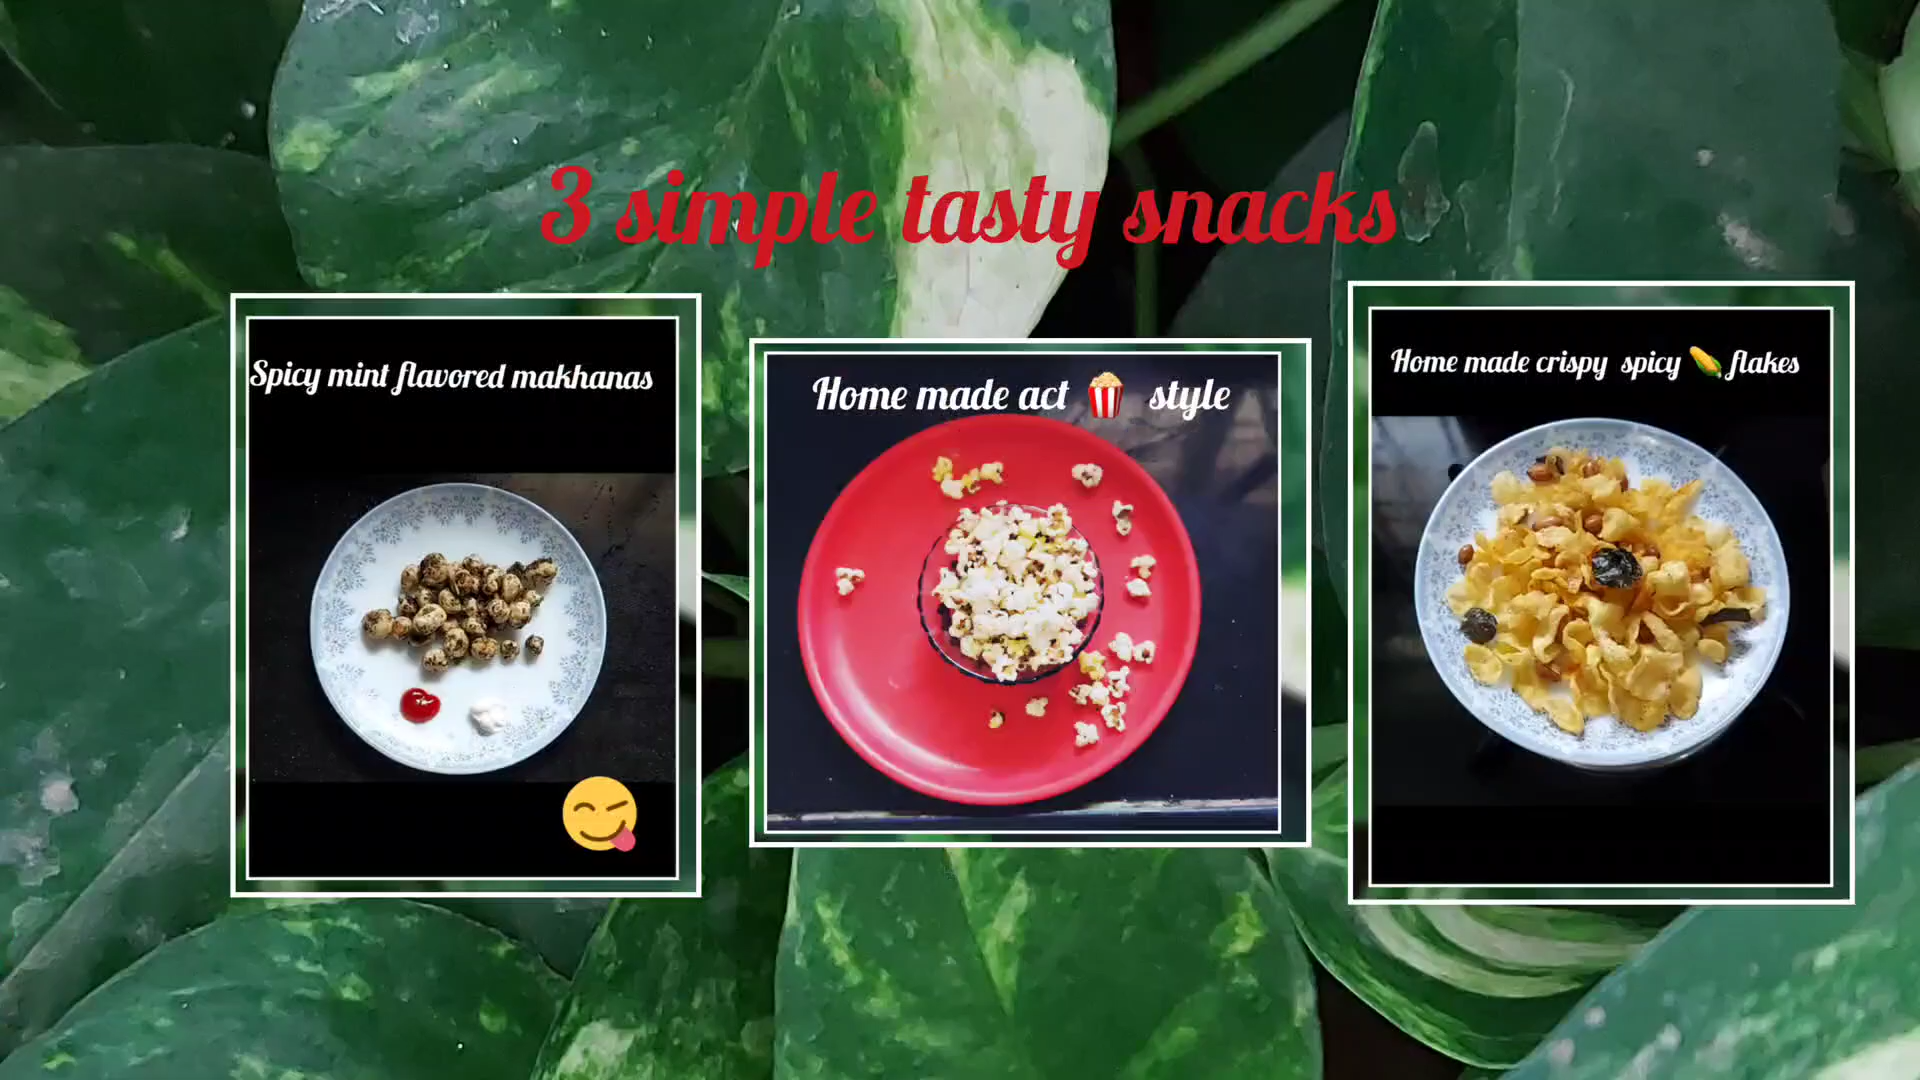 3 simple tasty snacks
Spicy mint flavored makhanas
Home made act 🍿 style
Home made crispy spicy 🌽 flakes